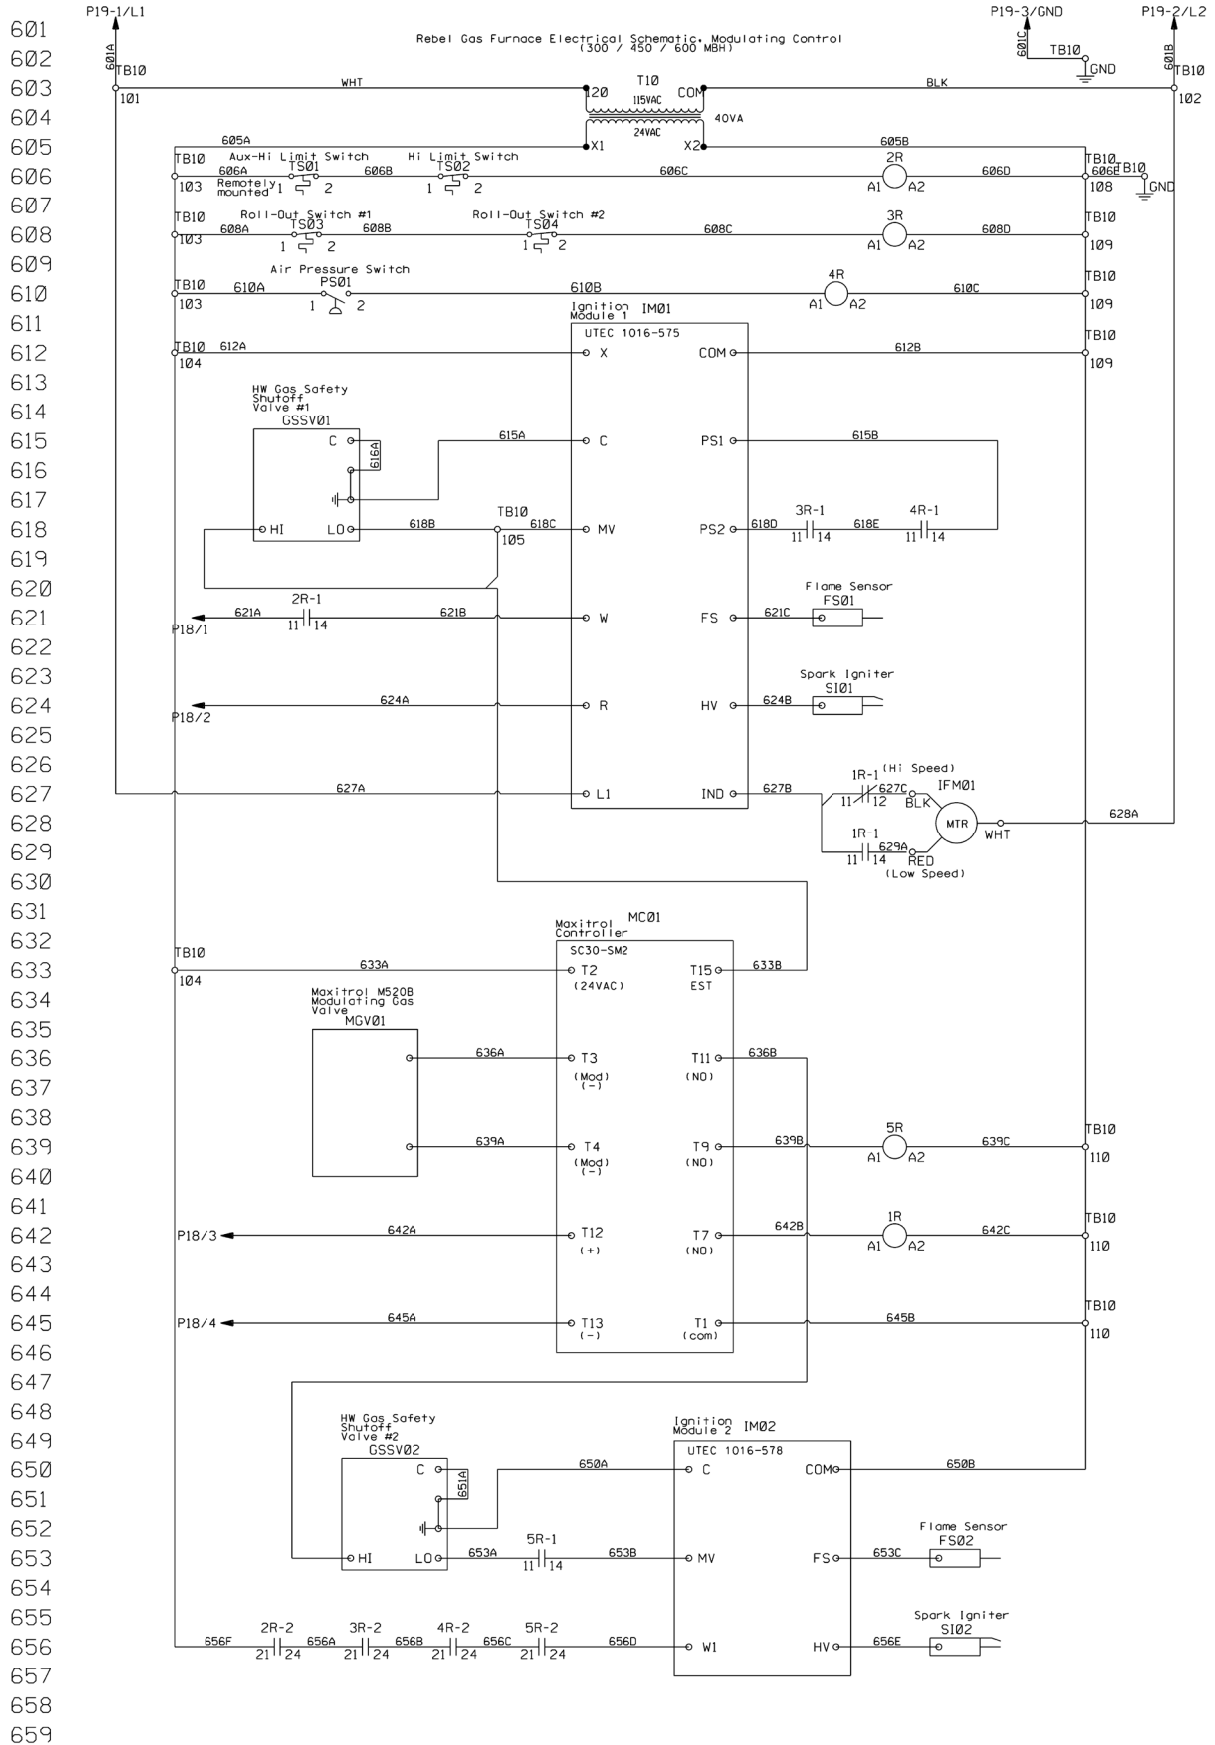 P19-1/L1 P19-3/GND P19-2/L2
601
Rebel Gas Furnace Electrical Schematic, Modulating Control
(300 / 450 / 600 MBH)
601A 601C TB10 601B
602
TB10 GND TB10
603 WHT T10 BLK
101 120 COM 102
115VAC
604 40VA
24VAC
605 605A X1 X2 605B
TB10 Aux-Hi Limit Switch Hi Limit Switch 2R TB10 TB10
606 606A TS01 606B TS02 606C 606D 606E
103 Remotely mounted 1 2 1 2 A1 A2 108 GND
607
TB10 Roll-Out Switch #1 Roll-Out Switch #2 3R TB10
608 608A TS03 608B TS04 608C 608D
103 1 2 1 2 A1 A2 109
609
Air Pressure Switch
TB10 PS01 4R TB10
610 610A 610B 610C
103 1 2 A1 A2 109
Ignition
Module 1 IM01
611
UTEC 1016-575
TB10 TB10
612 612A X COM 612B
104 109
613
HW Gas Safety
Shutoff
Valve #1
614
GSSV01
615 C 615A C PS1 615B
616A
616
617
TB10 3R-1 4R-1
618 HI LO 618B 618C MV PS2 618D 618E
105 11 14 11 14
619
620 Flame Sensor
2R-1 FS01
621 621A 621B W FS 621C
P18/1 11 14
622
623
Spark Igniter
SI01
624 624A R HV 624B
P18/2
625
626
1R-1 (Hi Speed)
IFM01
627 627A L1 IND 627B 627C
11 12 BLK
628 MTR 628A
1R-1 WHT
629 629A
11 14 RED
(Low Speed)
630
631
Maxitrol
Controller MC01
632
SC30-SM2
TB10
633 633A T2 T15 633B
104 (24VAC) EST
634
Maxitrol M520B
Modulating Gas
Valve
635
MGV01
636 636A T3 T11 636B
(Mod) (NO)
(-)
637
638
5R TB10
639 639A T4 T9 639B 639C
(Mod) (NO) A1 A2 110
(-)
640
641
1R TB10
642 P18/3 642A T12 T7 642B 642C
(+) (NO) A1 A2 110
643
644
TB10
645 P18/4 645A T13 T1 645B
(-) (com) 110
646
647
648
HW Gas Safety
Shutoff
Valve #2
Ignition
Module 2 IM02
649
GSSV02 UTEC 1016-578
650 C 650A C COM 650B
651A
651
652 Flame Sensor
5R-1 FS02
653 HI LO 653A 653B MV FS 653C
11 14
654
655 Spark Igniter
2R-2 3R-2 4R-2 5R-2 SI02
656 656F 656A 656B 656C 656D W1 HV 656E
21 24 21 24 21 24 21 24
657
658
659